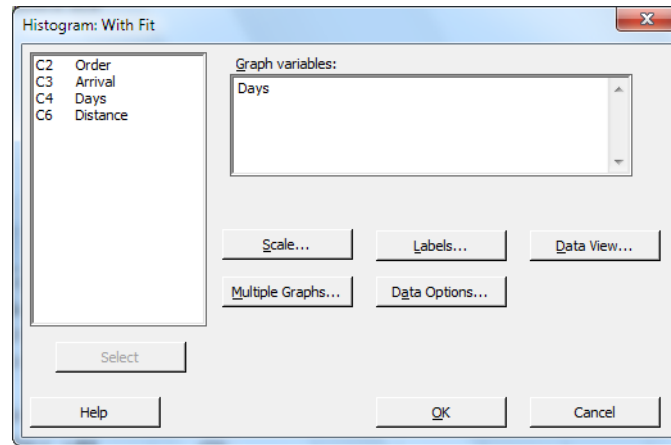 Histogram: With Fit
C2 Order
C3 Arrival
C4 Days
C6 Distance
Graph variables:
Days
Scale... Labels... Data View...
Multiple Graphs... Data Options...
Select
Help OK Cancel